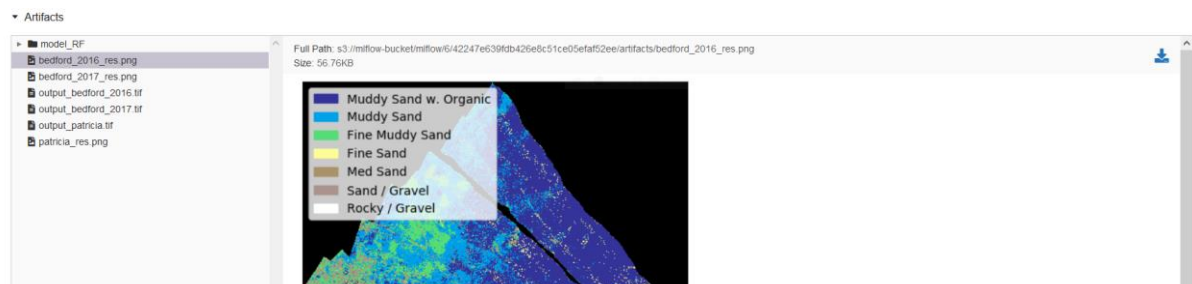 Artifacts
model_RF
bedford_2016_res.png
bedford_2017_res.png
output_bedford_2016.tif
output_bedford_2017.tif
output_patricia.tif
patricia_res.png
Full Path: s3://mlflow-bucket/mlflow/6/42247e639fdb426e8c51ce05efaf52ee/artifacts/bedford_2016_res.png
Size: 56.76KB
Muddy Sand w. Organic
Muddy Sand
Fine Muddy Sand
Fine Sand
Med Sand
Sand / Gravel
Rocky / Gravel